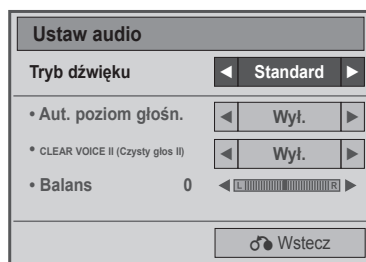 Ustaw audio
Tryb dźwięku ◀ Standard ▶
• Aut. poziom głośn. ◀ Wył. ▶
• CLEAR VOICE II (Czysty głos II) ◀ Wył. ▶
• Balans 0 ◀ L R ▶
Wstecz